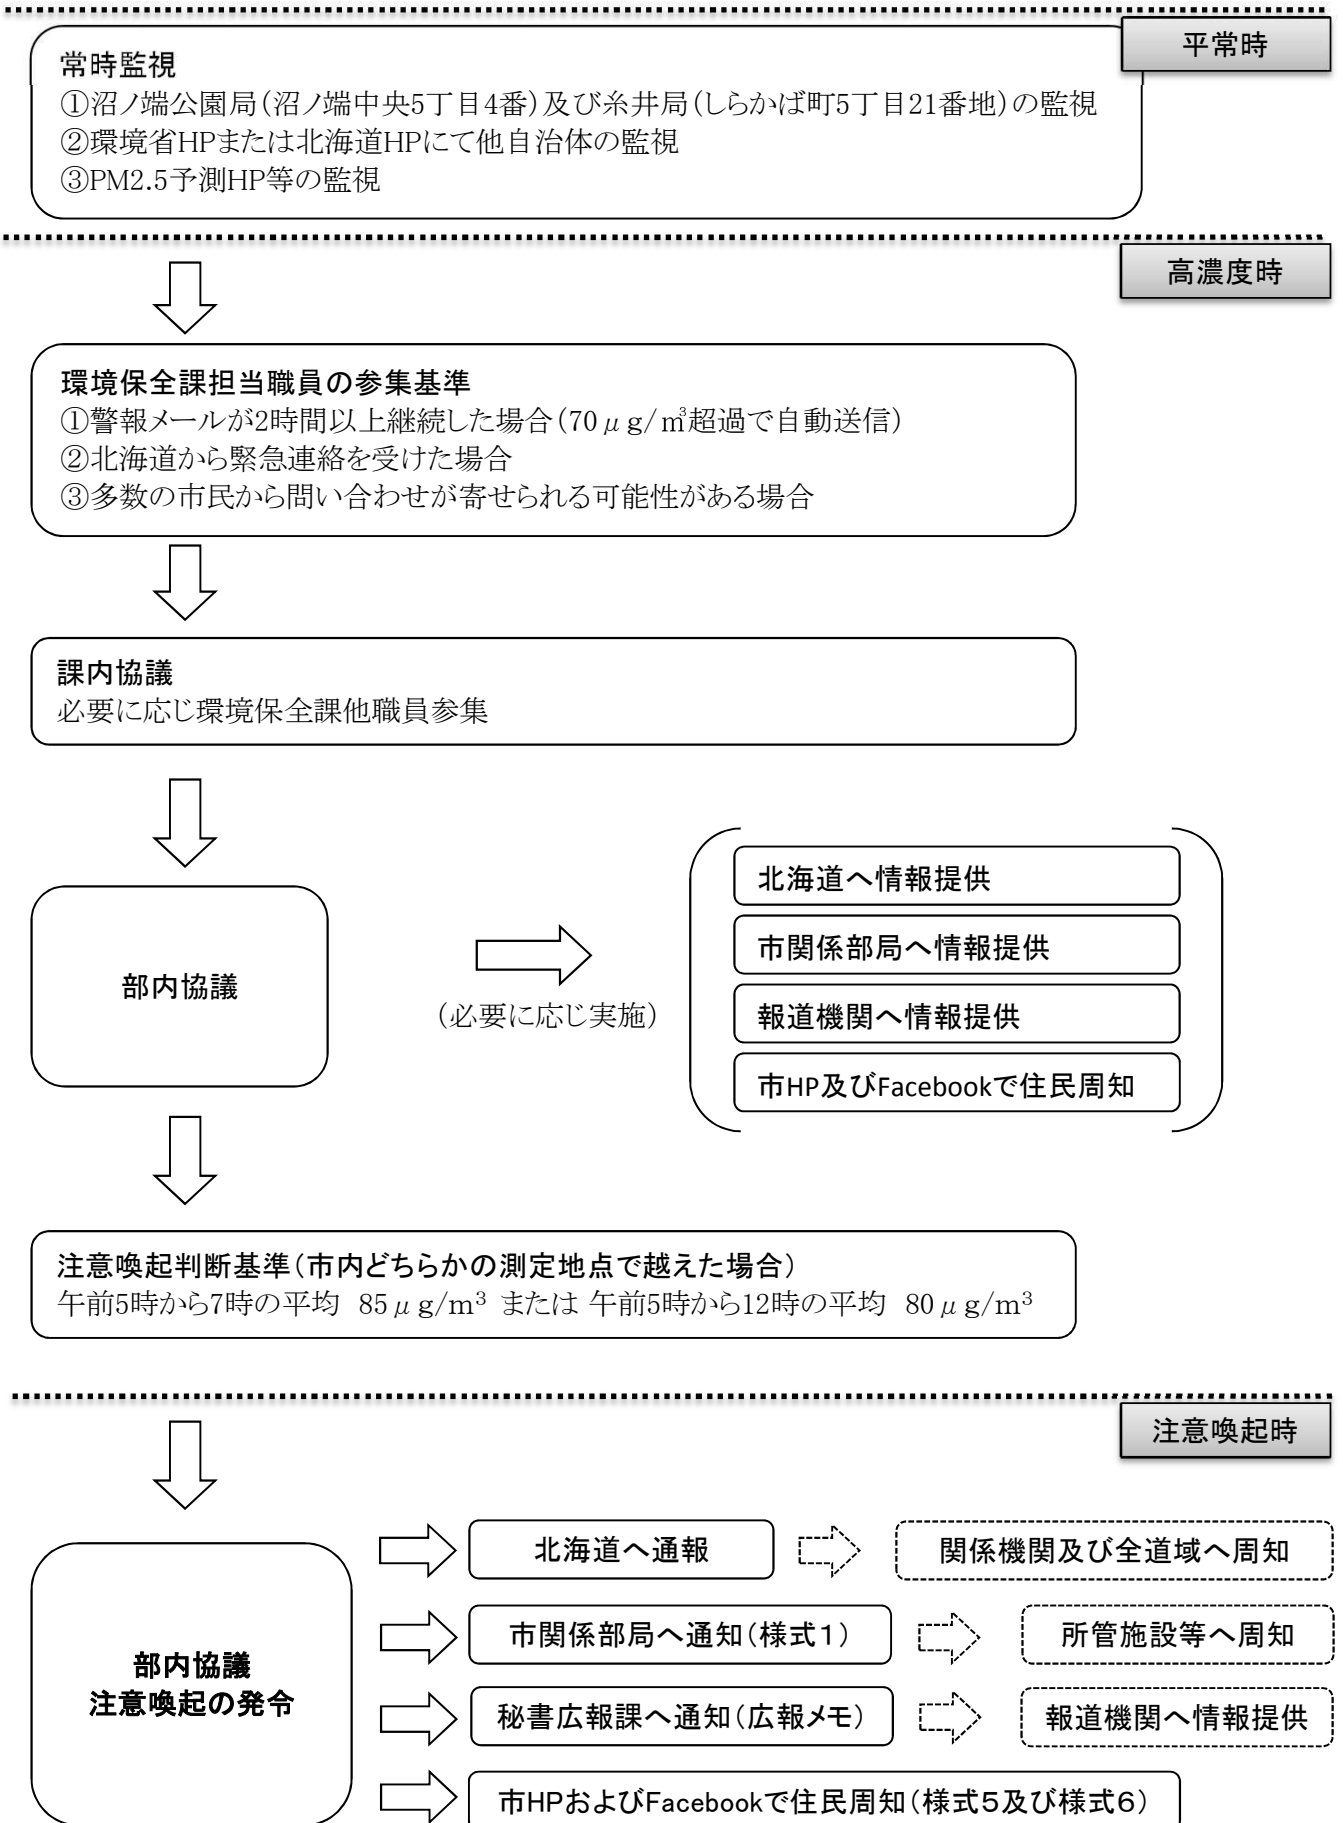 平常時
常時監視
①沼ノ端公園局(沼ノ端中央5丁目4番)及び糸井局(しらかば町5丁目21番地)の監視
②環境省HPまたは北海道HPにて他自治体の監視
③PM2.5予測HP等の監視
高濃度時
環境保全課担当職員の参集基準
①警報メールが2時間以上継続した場合(70μg/㎥超過で自動送信)
②北海道から緊急連絡を受けた場合
③多数の市民から問い合わせが寄せられる可能性がある場合
課内協議
必要に応じ環境保全課他職員参集
部内協議
(必要に応じ実施)
北海道へ情報提供
市関係部局へ情報提供
報道機関へ情報提供
市HP及びFacebookで住民周知
注意喚起判断基準(市内どちらかの測定地点で越えた場合)
午前5時から7時の平均 85μg/m³ または 午前5時から12時の平均 80μg/m³
注意喚起時
部内協議
注意喚起の発令
北海道へ通報
関係機関及び全道域へ周知
市関係部局へ通知(様式1)
所管施設等へ周知
秘書広報課へ通知(広報メモ)
報道機関へ情報提供
市HPおよびFacebookで住民周知(様式5及び様式6)